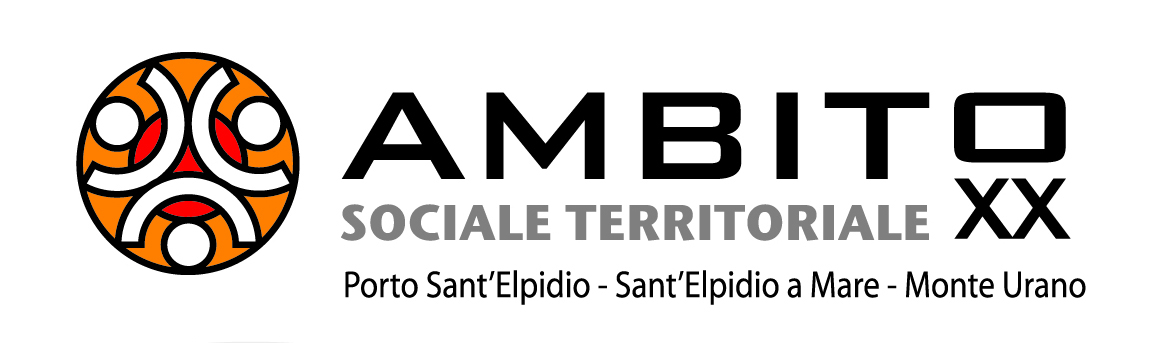 AMBITO
SOCIALE TERRITORIALE XX
Porto Sant’Elpidio - Sant’Elpidio a Mare - Monte Urano